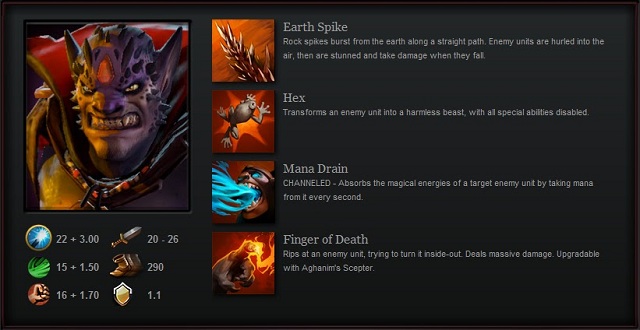 Earth Spike
Rock spikes burst from the earth along a straight path. Enemy units are hurled into the
air, then are stunned and take damage when they fall.
Hex
Transforms an enemy unit into a harmless beast, with all special abilities disabled.
Mana Drain
CHANNELED - Absorbs the magical energies of a target enemy unit by taking mana
from it every second.
Finger of Death
Rips at an enemy unit, trying to turn it inside-out. Deals massive damage. Upgradable
with Aghanim's Scepter.
22 + 3.00 20 - 26
15 + 1.50 290
16 + 1.70 1.1